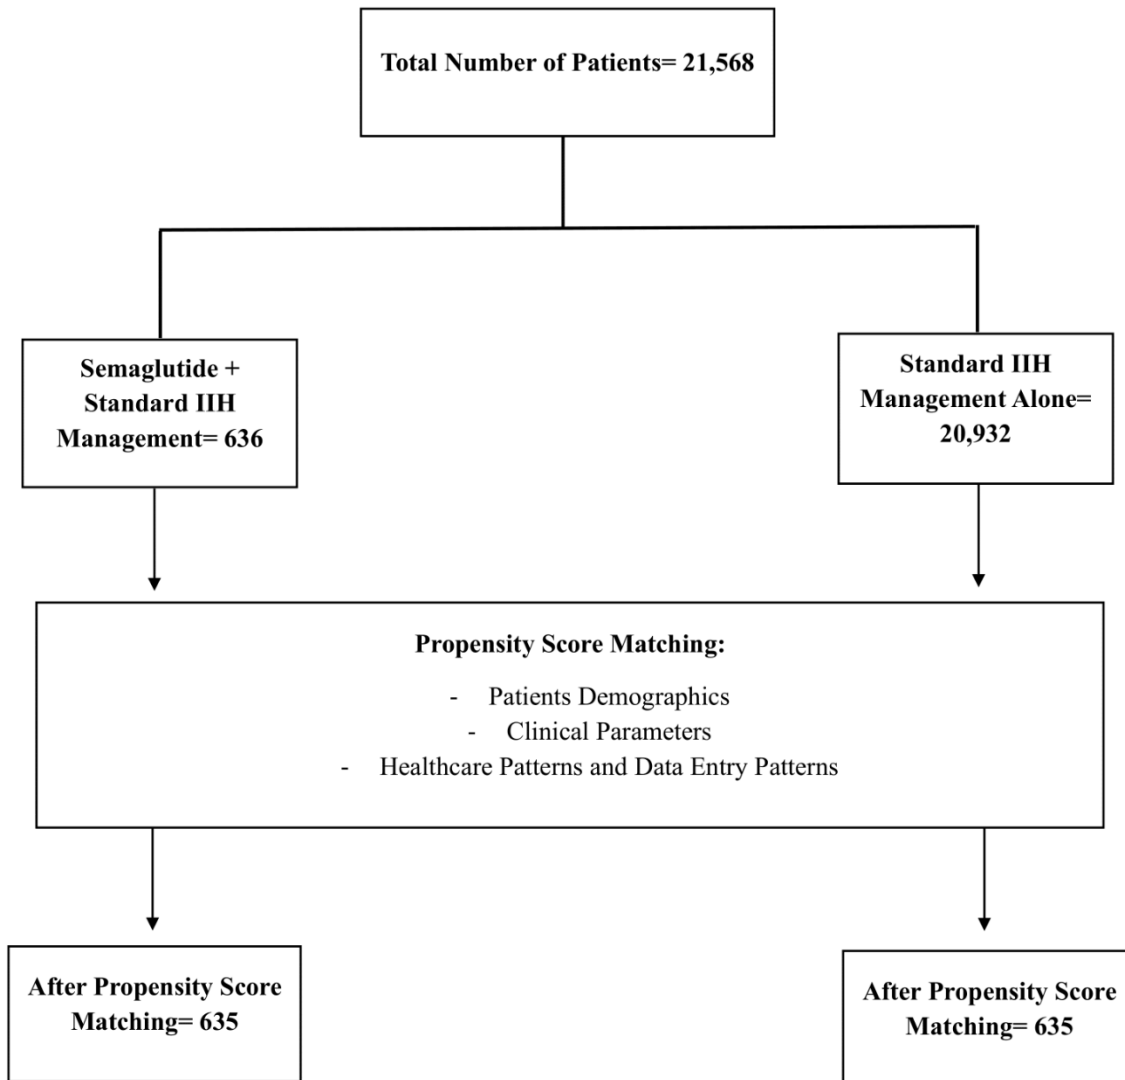 Total Number of Patients= 21,568
Semaglutide +
Standard IIH
Management= 636
Standard IIH
Management Alone=
20,932
Propensity Score Matching:
- Patients Demographics
- Clinical Parameters
- Healthcare Patterns and Data Entry Patterns
After Propensity Score
Matching= 635
After Propensity Score
Matching= 635